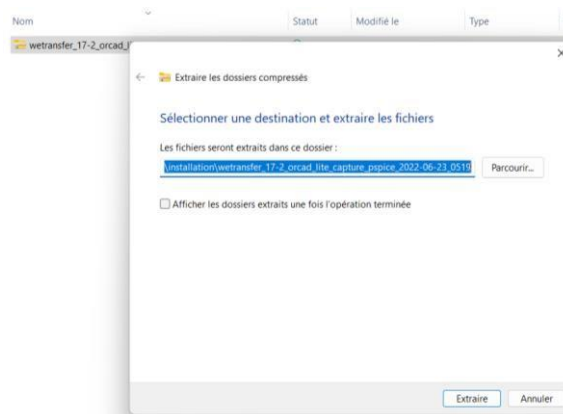 Nom Statut Modifié le Type
wetransfer_17-2_orcad_l
Extraire les dossiers compressés
Sélectionner une destination et extraire les fichiers
Les fichiers seront extraits dans ce dossier :
\installation\wetransfer_17-2_orcad_lite_capture_pspice_2022-06-23_0519 Parcourir...
Afficher les dossiers extraits une fois l'opération terminée
Extraire Annuler